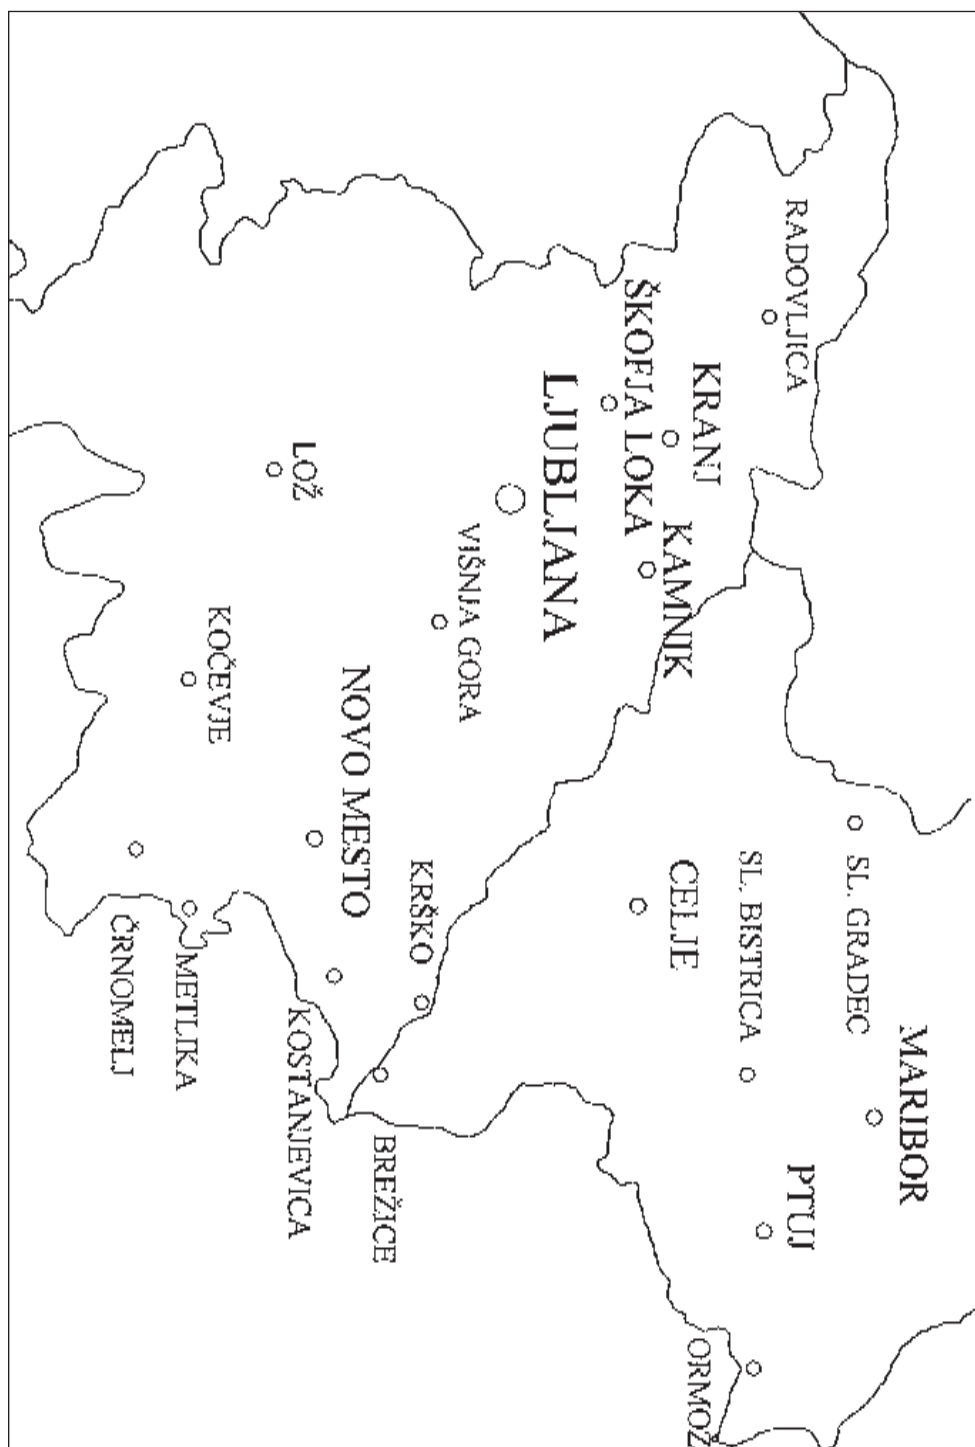 MARIBOR
SL. GRADEC
PTUJ
RADOVLJICA
SL. BISTRICA
KRANJ
CELJE
ORMOŽ
KAMNIK
ŠKOFJA LOKA
LJUBLJANA
VIŠNJA GORA
KRŠKO
BREŽICE
NOVO MESTO
LOŽ
KOSTANJEVICA
KOČEVJE
METLIKA
ČRNOMELJ